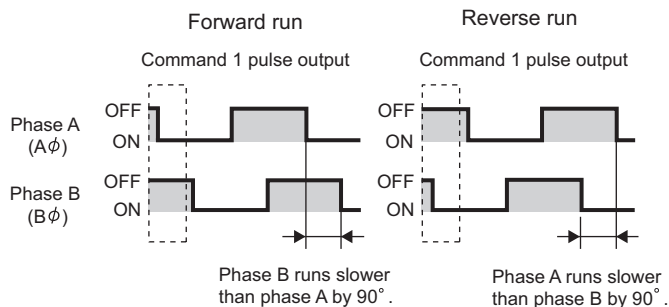 Forward run
Reverse run
Command 1 pulse output
Command 1 pulse output
Phase A
(Aϕ)
OFF
ON
OFF
ON
Phase B
(Bϕ)
OFF
ON
OFF
ON
Phase B runs slower
than phase A by 90°.
Phase A runs slower
than phase B by 90°.